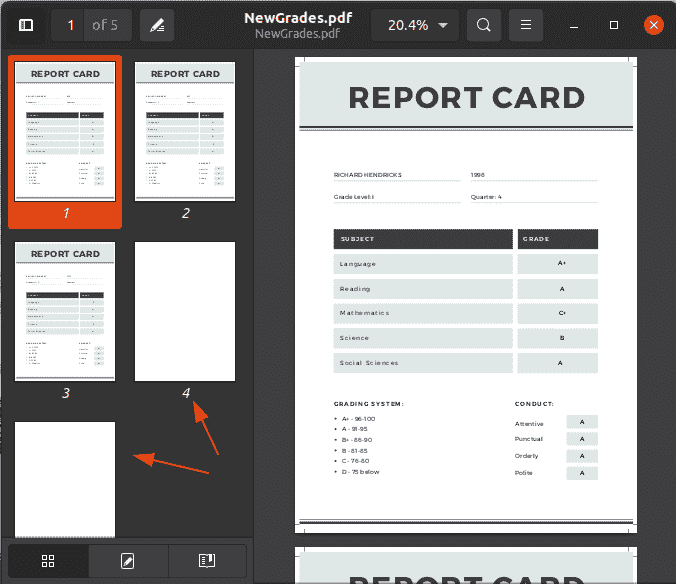 1 of 5
NewGrades.pdf
NewGrades.pdf
20.4%
REPORT CARD
REPORT CARD
1
2
REPORT CARD
3
4
REPORT CARD
RICHARD HENDRICKS 1998
Grade Level: 1 Quarter: 4
SUBJECT GRADE
Language A+
Reading A
Mathematics C+
Science B
Social Sciences A
GRADING SYSTEM: CONDUCT:
• A+ - 96-100
• A - 91-95
• B+ - 86-90
• B - 81-85
• C - 76-80
• D - 75 below
Attentive A
Punctual A
Orderly A
Polite A
REPORT CARD